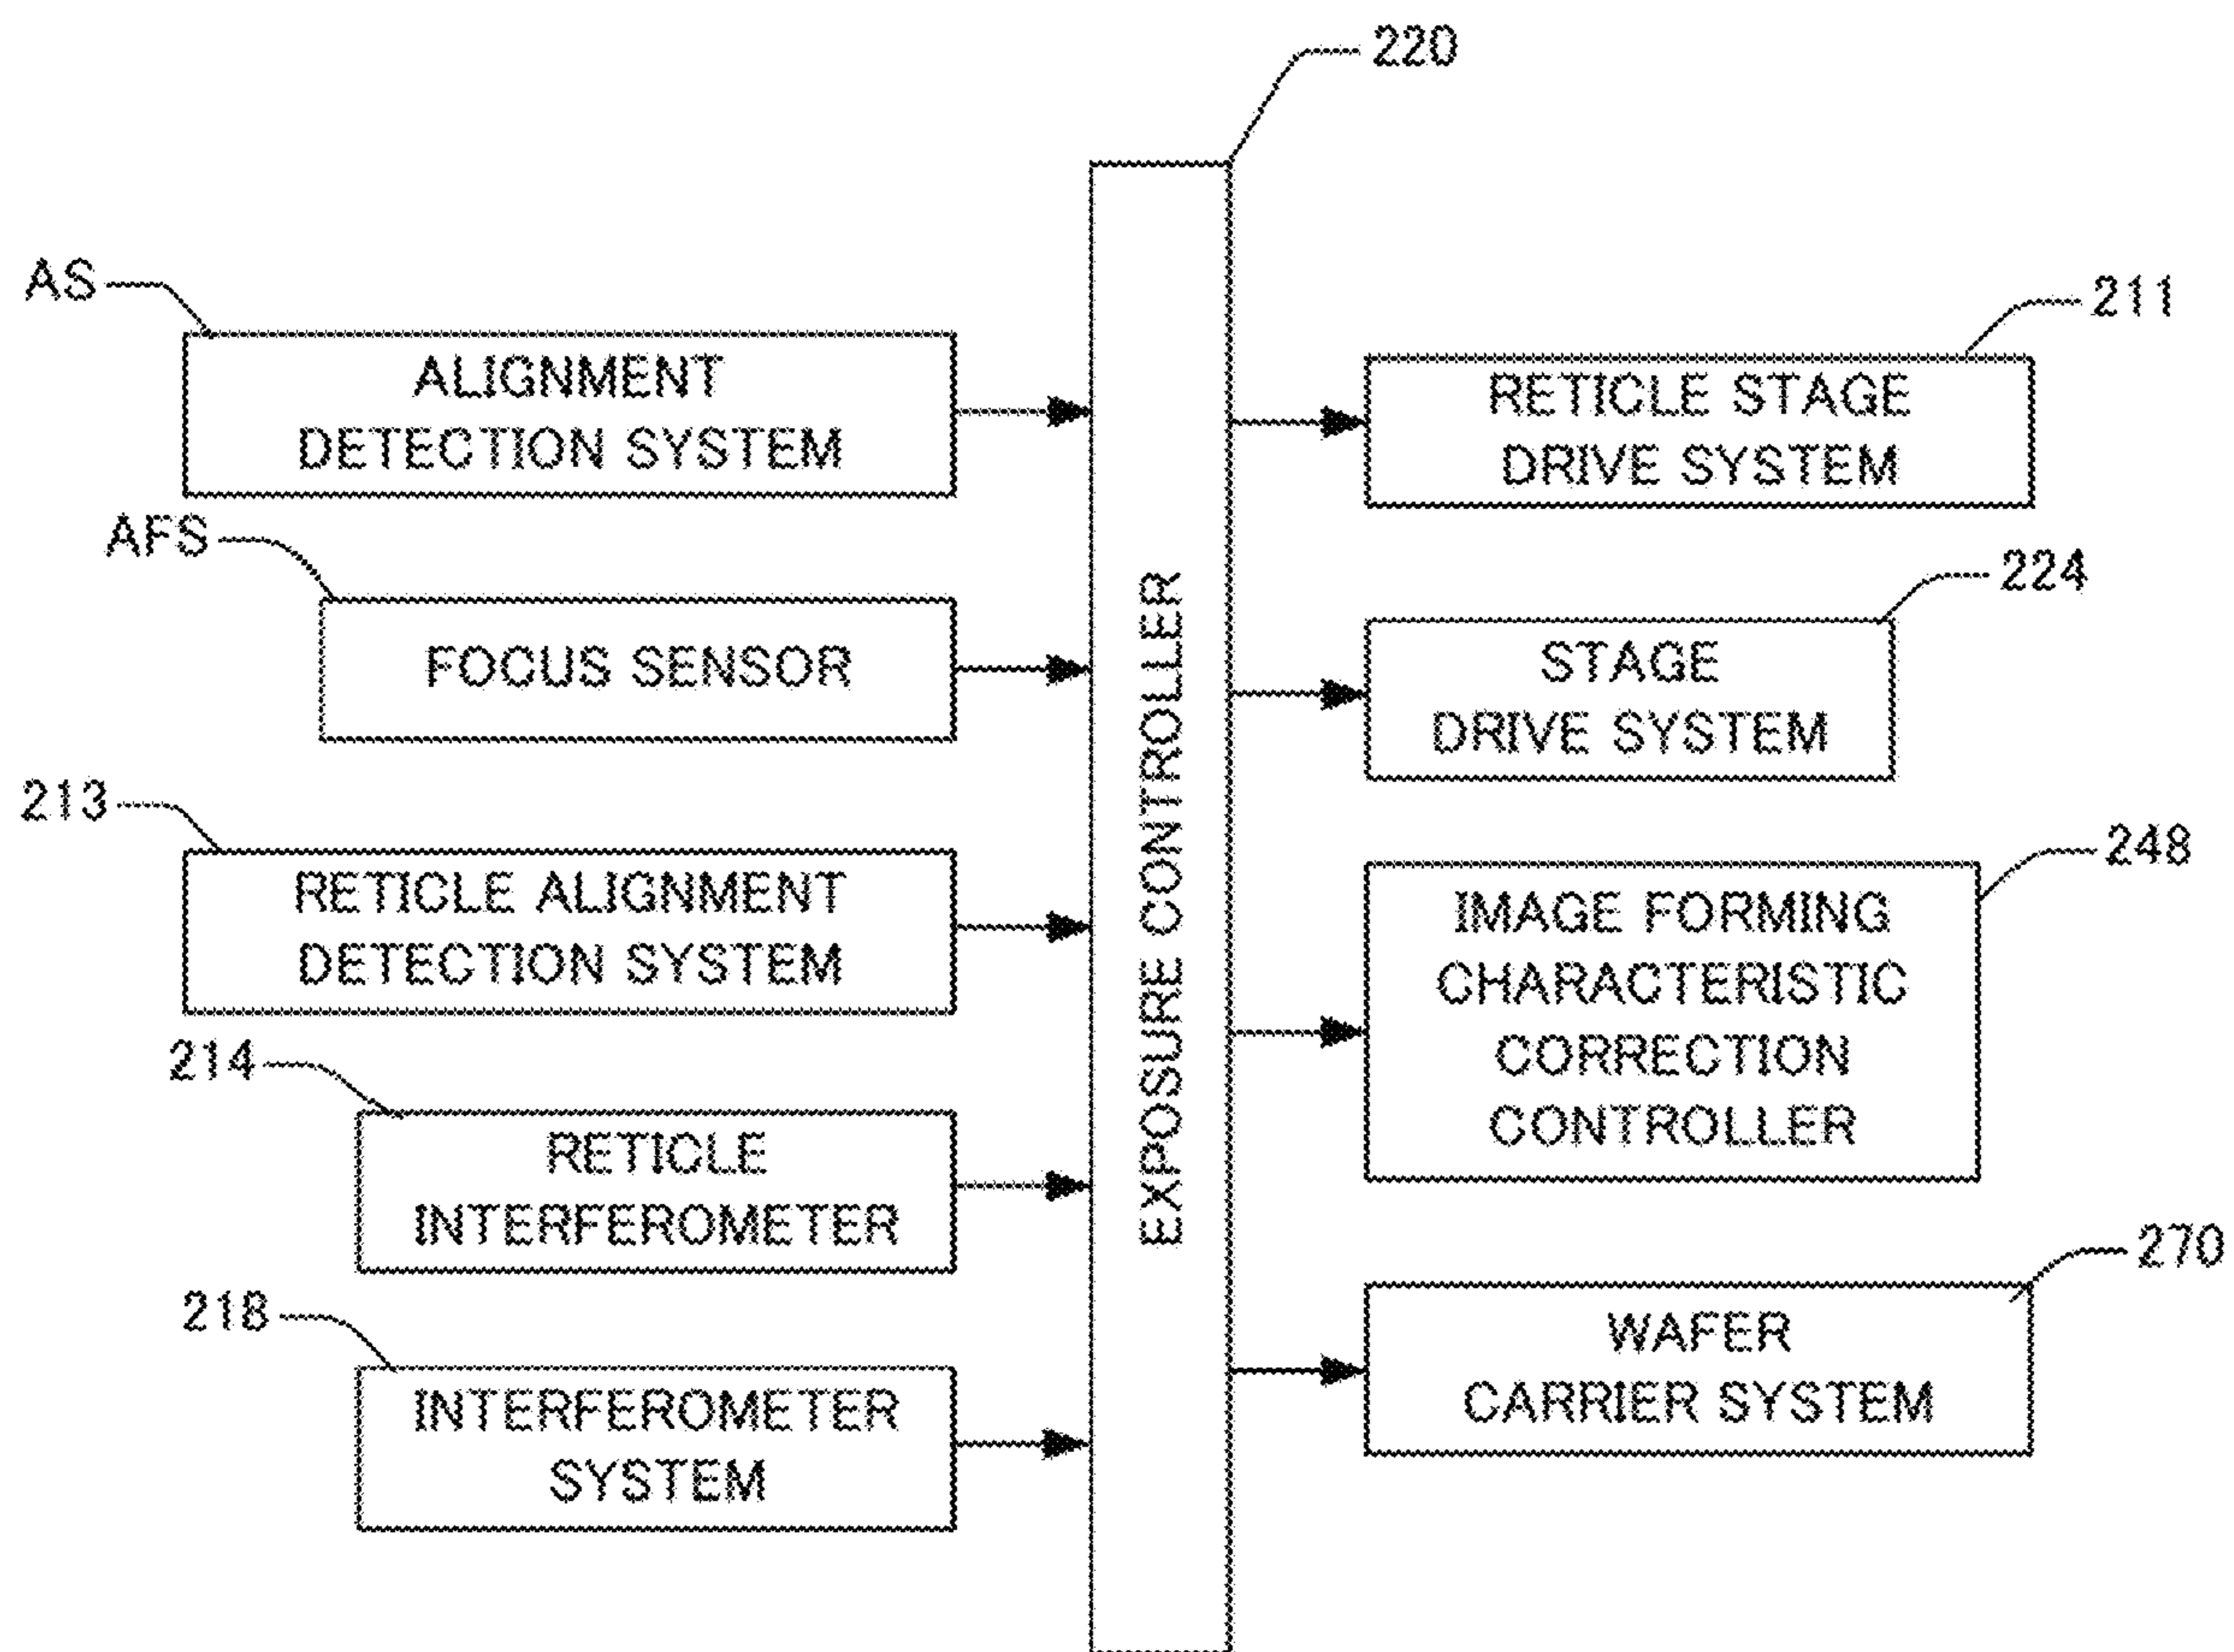 220
AS
ALIGNMENT
DETECTION SYSTEM
AFS
FOCUS SENSOR
213
RETICLE ALIGNMENT
DETECTION SYSTEM
214
RETICLE
INTERFEROMETER
218
INTERFEROMETER
SYSTEM
EXPOSURE CONTROLLER
211
RETICLE STAGE
DRIVE SYSTEM
224
STAGE
DRIVE SYSTEM
248
IMAGE FORMING
CHARACTERISTIC
CORRECTION
CONTROLLER
270
WAFER
CARRIER SYSTEM